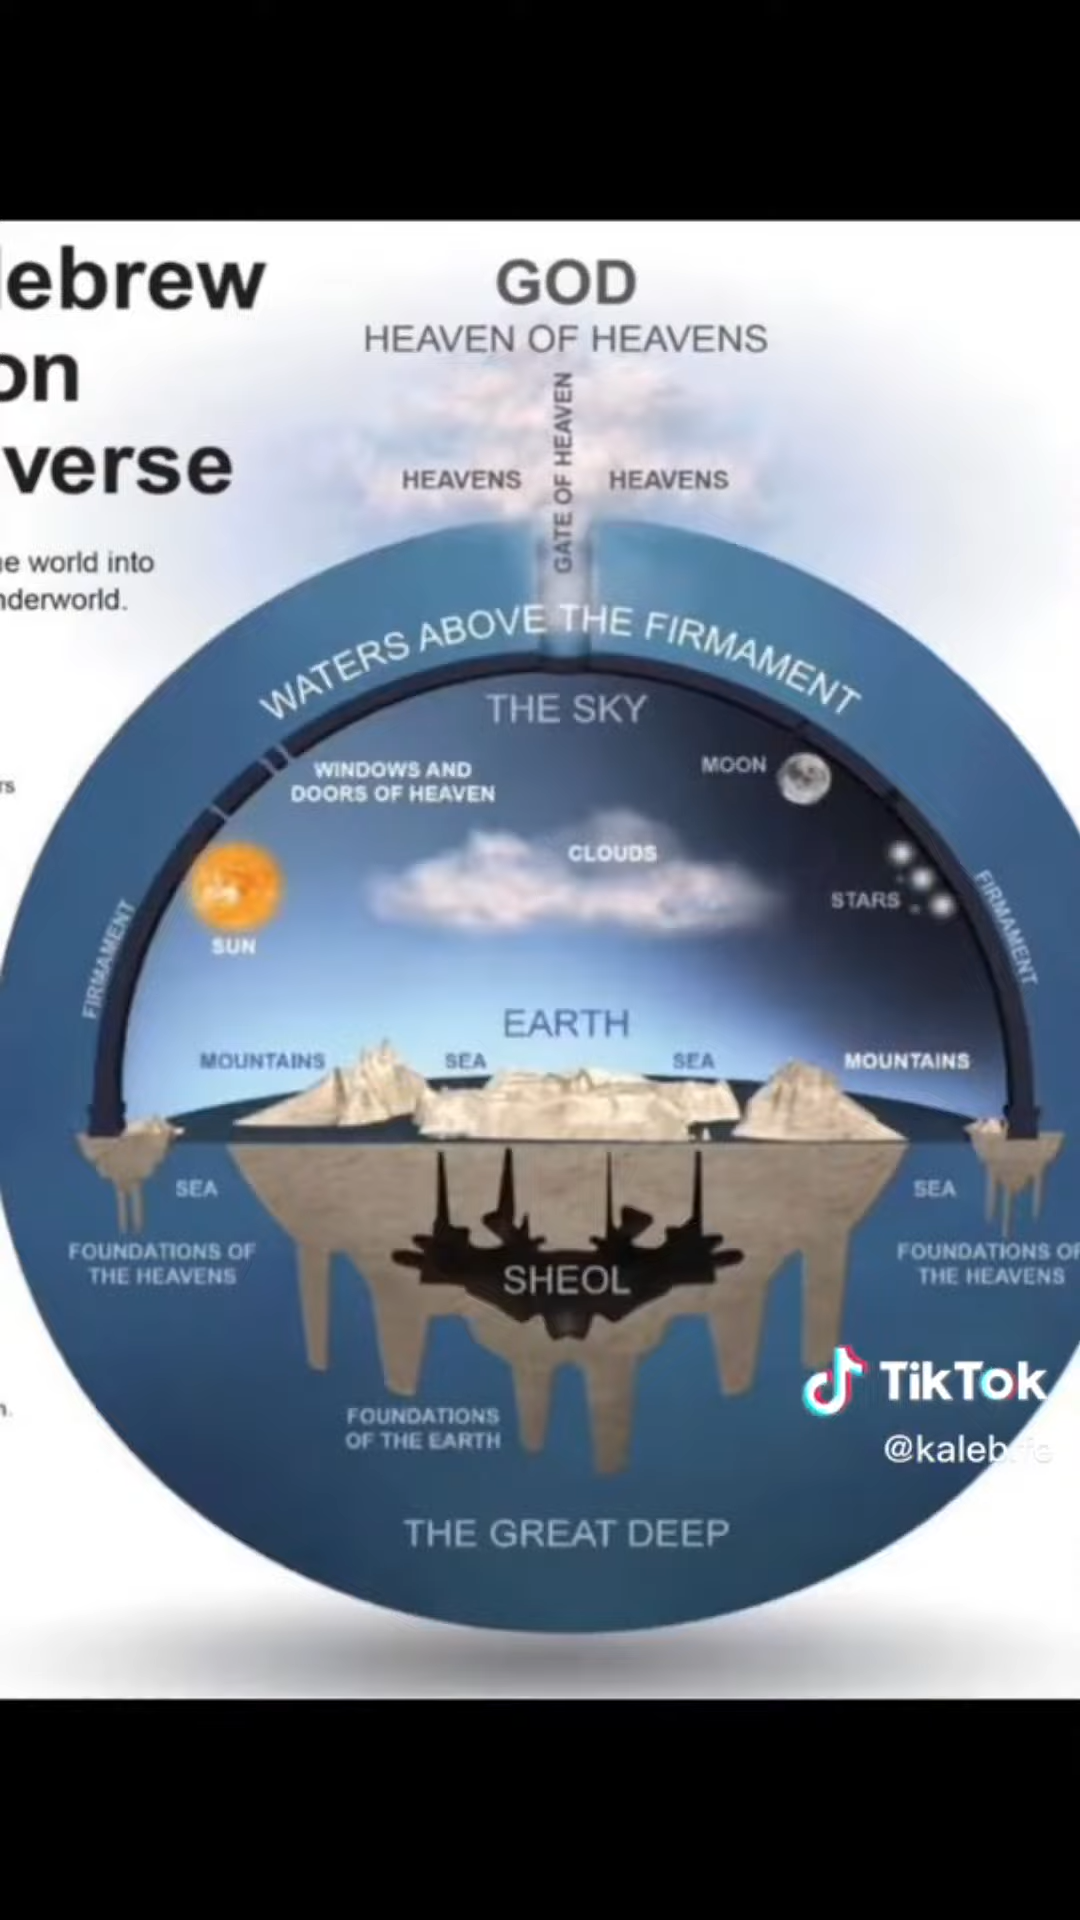 lebrew
on
verse
e world into
nderworld.
rs
n.
GOD
HEAVEN OF HEAVENS
GATE OF HEAVEN
HEAVENS
HEAVENS
WATERS ABOVE THE FIRMAMENT
THE SKY
WINDOWS AND
DOORS OF HEAVEN
MOON
CLOUDS
STARS
SUN
FIRMAMENT
FIRMAMENT
EARTH
MOUNTAINS
SEA
SEA
MOUNTAINS
SEA
SEA
FOUNDATIONS OF
THE HEAVENS
FOUNDATIONS OF
THE HEAVENS
SHEOL
FOUNDATIONS
OF THE EARTH
THE GREAT DEEP
TikTok